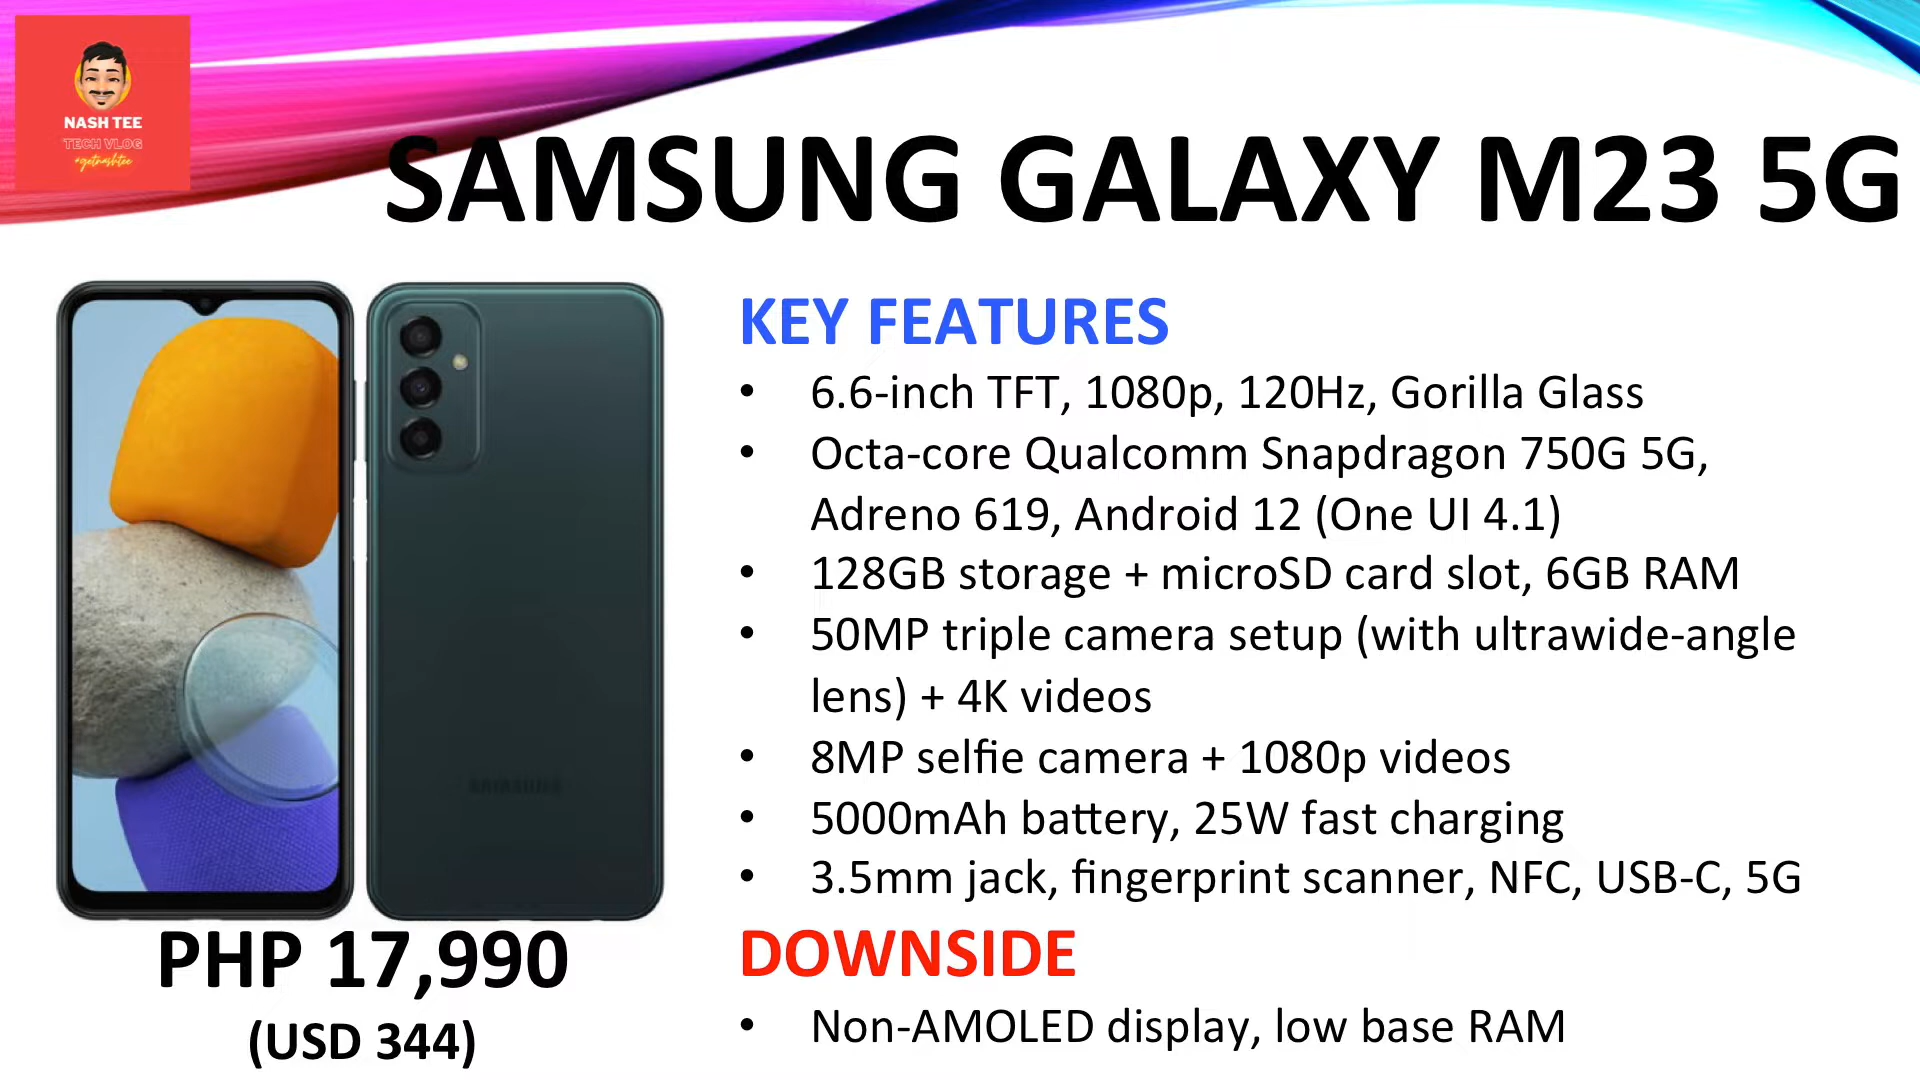 NASH TEE
TECH VLOG
#getnashtee
SAMSUNG GALAXY M23 5G
KEY FEATURES
• 6.6-inch TFT, 1080p, 120Hz, Gorilla Glass
• Octa-core Qualcomm Snapdragon 750G 5G,
Adreno 619, Android 12 (One UI 4.1)
• 128GB storage + microSD card slot, 6GB RAM
• 50MP triple camera setup (with ultrawide-angle
lens) + 4K videos
• 8MP selfie camera + 1080p videos
• 5000mAh battery, 25W fast charging
• 3.5mm jack, fingerprint scanner, NFC, USB-C, 5G
DOWNSIDE
• Non-AMOLED display, low base RAM
SAMSUNG
PHP 17,990
(USD 344)